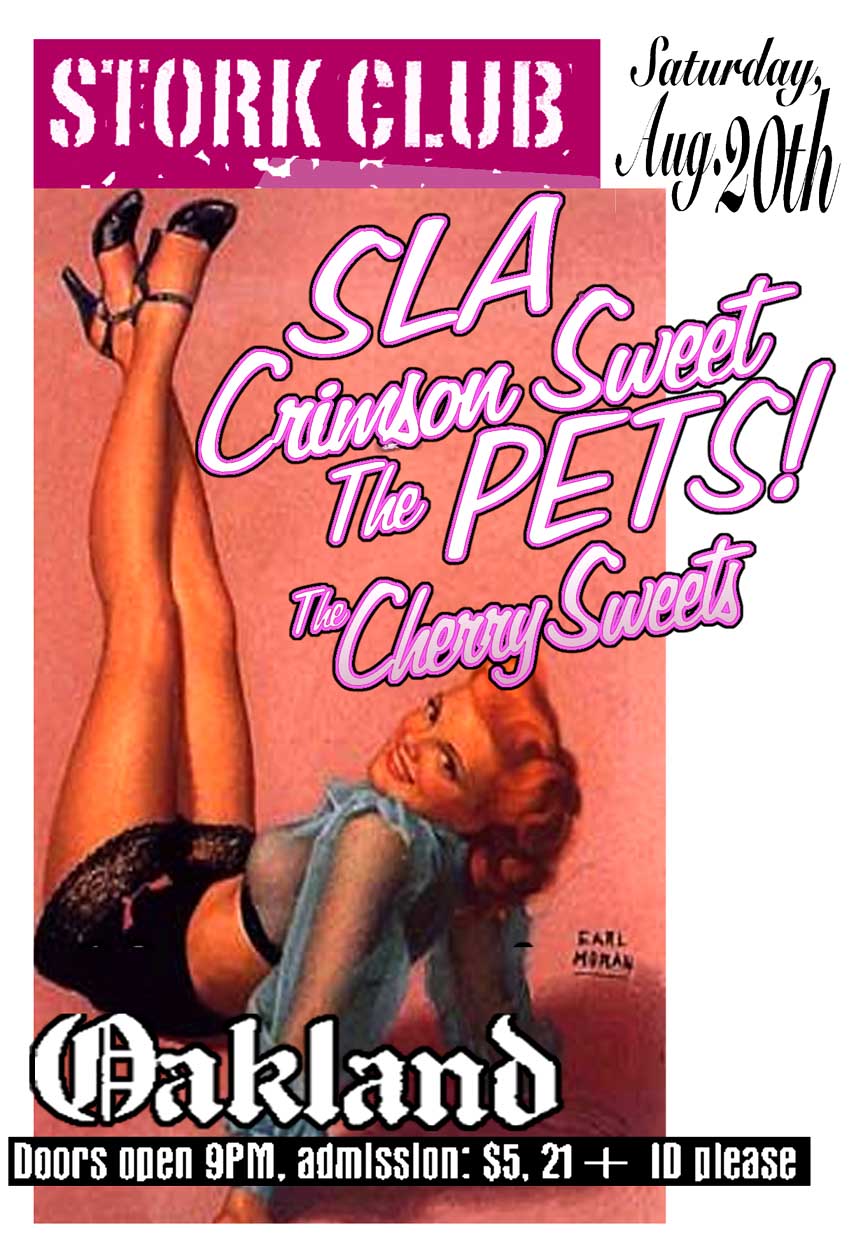 STORK CLUB
Saturday,
Aug.20th
SLA
Crimson Sweet
The PETS!
The Cherry Sweets
EARL
MORAN
Oakland
Doors open 9PM, admission: $5, 21 + ID please